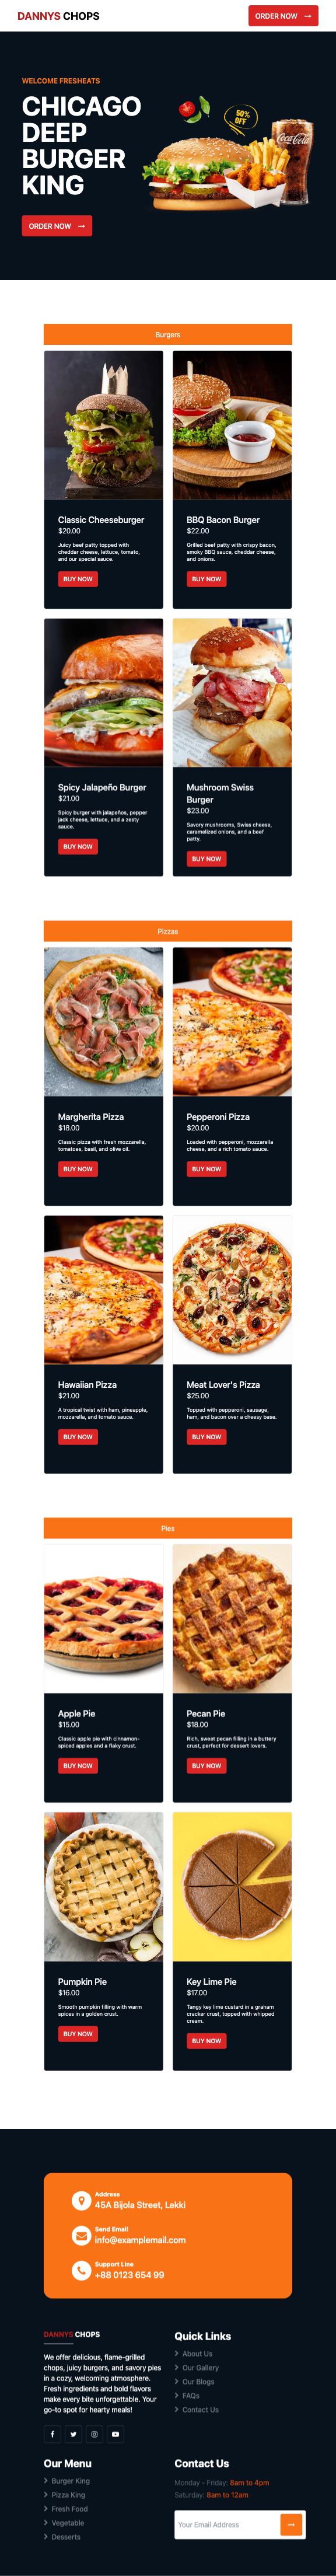 DANNYS CHOPS
ORDER NOW
WELCOME FRESHEATS
CHICAGO
DEEP
BURGER
KING
50%
OFF
Coca-Cola
ORDER NOW
Burgers
Classic Cheeseburger
$20.00
Juicy beef patty topped with
cheddar cheese, lettuce, tomato,
and our special sauce.
BUY NOW
BBQ Bacon Burger
$22.00
Grilled beef patty with crispy bacon,
smoky BBQ sauce, cheddar cheese,
and onions.
BUY NOW
Spicy Jalapeño Burger
$21.00
Spicy burger with jalapeños, pepper
jack cheese, lettuce, and a zesty
sauce.
BUY NOW
Mushroom Swiss
Burger
$23.00
Savory mushrooms, Swiss cheese,
caramelized onions, and a beef
patty.
BUY NOW
Pizzas
Margherita Pizza
$18.00
Classic pizza with fresh mozzarella,
tomatoes, basil, and olive oil.
BUY NOW
Pepperoni Pizza
$20.00
Loaded with pepperoni, mozzarella
cheese, and a rich tomato sauce.
BUY NOW
Hawaiian Pizza
$21.00
A tropical twist with ham, pineapple,
mozzarella, and tomato sauce.
BUY NOW
Meat Lover's Pizza
$25.00
Topped with pepperoni, sausage,
ham, and bacon over a cheesy base.
BUY NOW
Pies
Apple Pie
$15.00
Classic apple pie with cinnamon-
spiced apples and a flaky crust.
BUY NOW
Pecan Pie
$18.00
Rich, sweet pecan filling in a buttery
crust, perfect for dessert lovers.
BUY NOW
Pumpkin Pie
$16.00
Smooth pumpkin filling with warm
spices in a golden crust.
BUY NOW
Key Lime Pie
$17.00
Tangy key lime custard in a graham
cracker crust, topped with whipped
cream.
BUY NOW
Address
45A Bijola Street, Lekki
Send Email
info@examplemail.com
Support Line
+88 0123 654 99
DANNYS CHOPS
We offer delicious, flame-grilled
chops, juicy burgers, and savory pies
in a cozy, welcoming atmosphere.
Fresh ingredients and bold flavors
make every bite unforgettable. Your
go-to spot for hearty meals!
Quick Links
About Us
Our Gallery
Our Blogs
FAQs
Contact Us
Our Menu
Burger King
Pizza King
Fresh Food
Vegetable
Desserts
Contact Us
Monday - Friday: 8am to 4pm
Saturday: 8am to 12am
Your Email Address